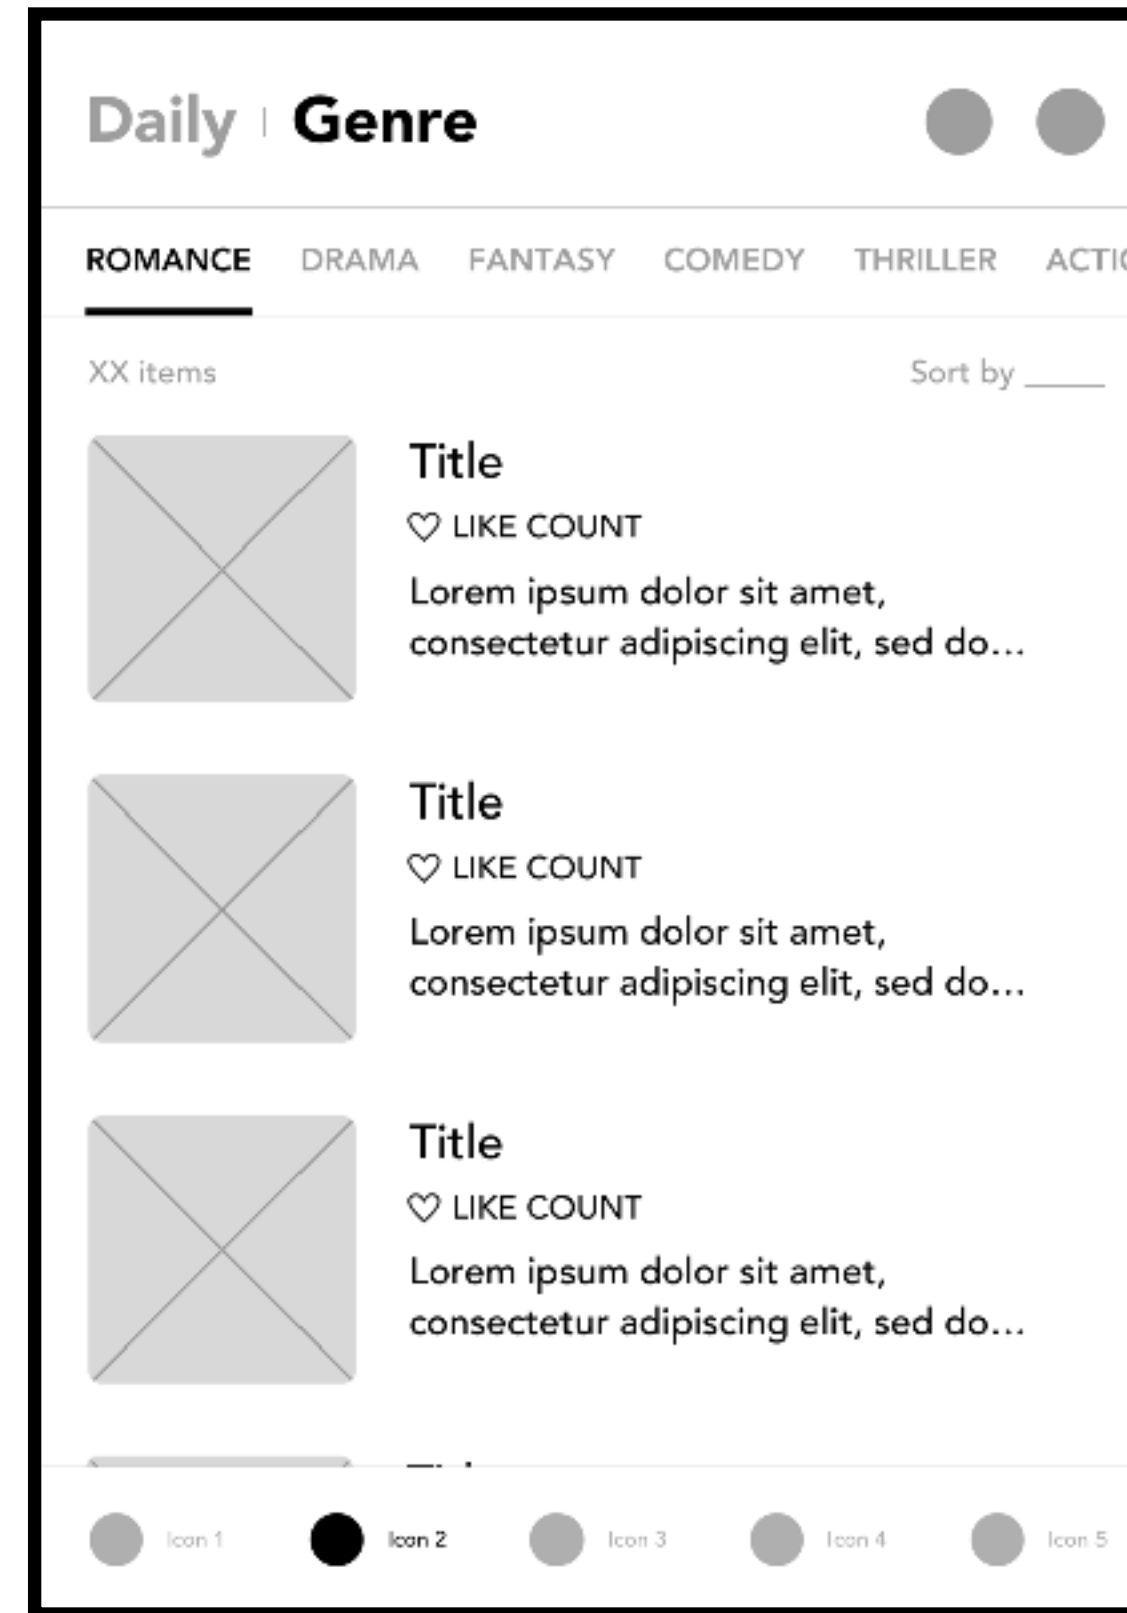 Daily | Genre
ROMANCE DRAMA FANTASY COMEDY THRILLER
XX items Sort by _____
Title
♡ LIKE COUNT
Lorem ipsum dolor sit amet,
consectetur adipiscing elit, sed do...
Title
♡ LIKE COUNT
Lorem ipsum dolor sit amet,
consectetur adipiscing elit, sed do...
Title
♡ LIKE COUNT
Lorem ipsum dolor sit amet,
consectetur adipiscing elit, sed do...
Icon 1 Icon 2 Icon 3 Icon 4 Icon 5